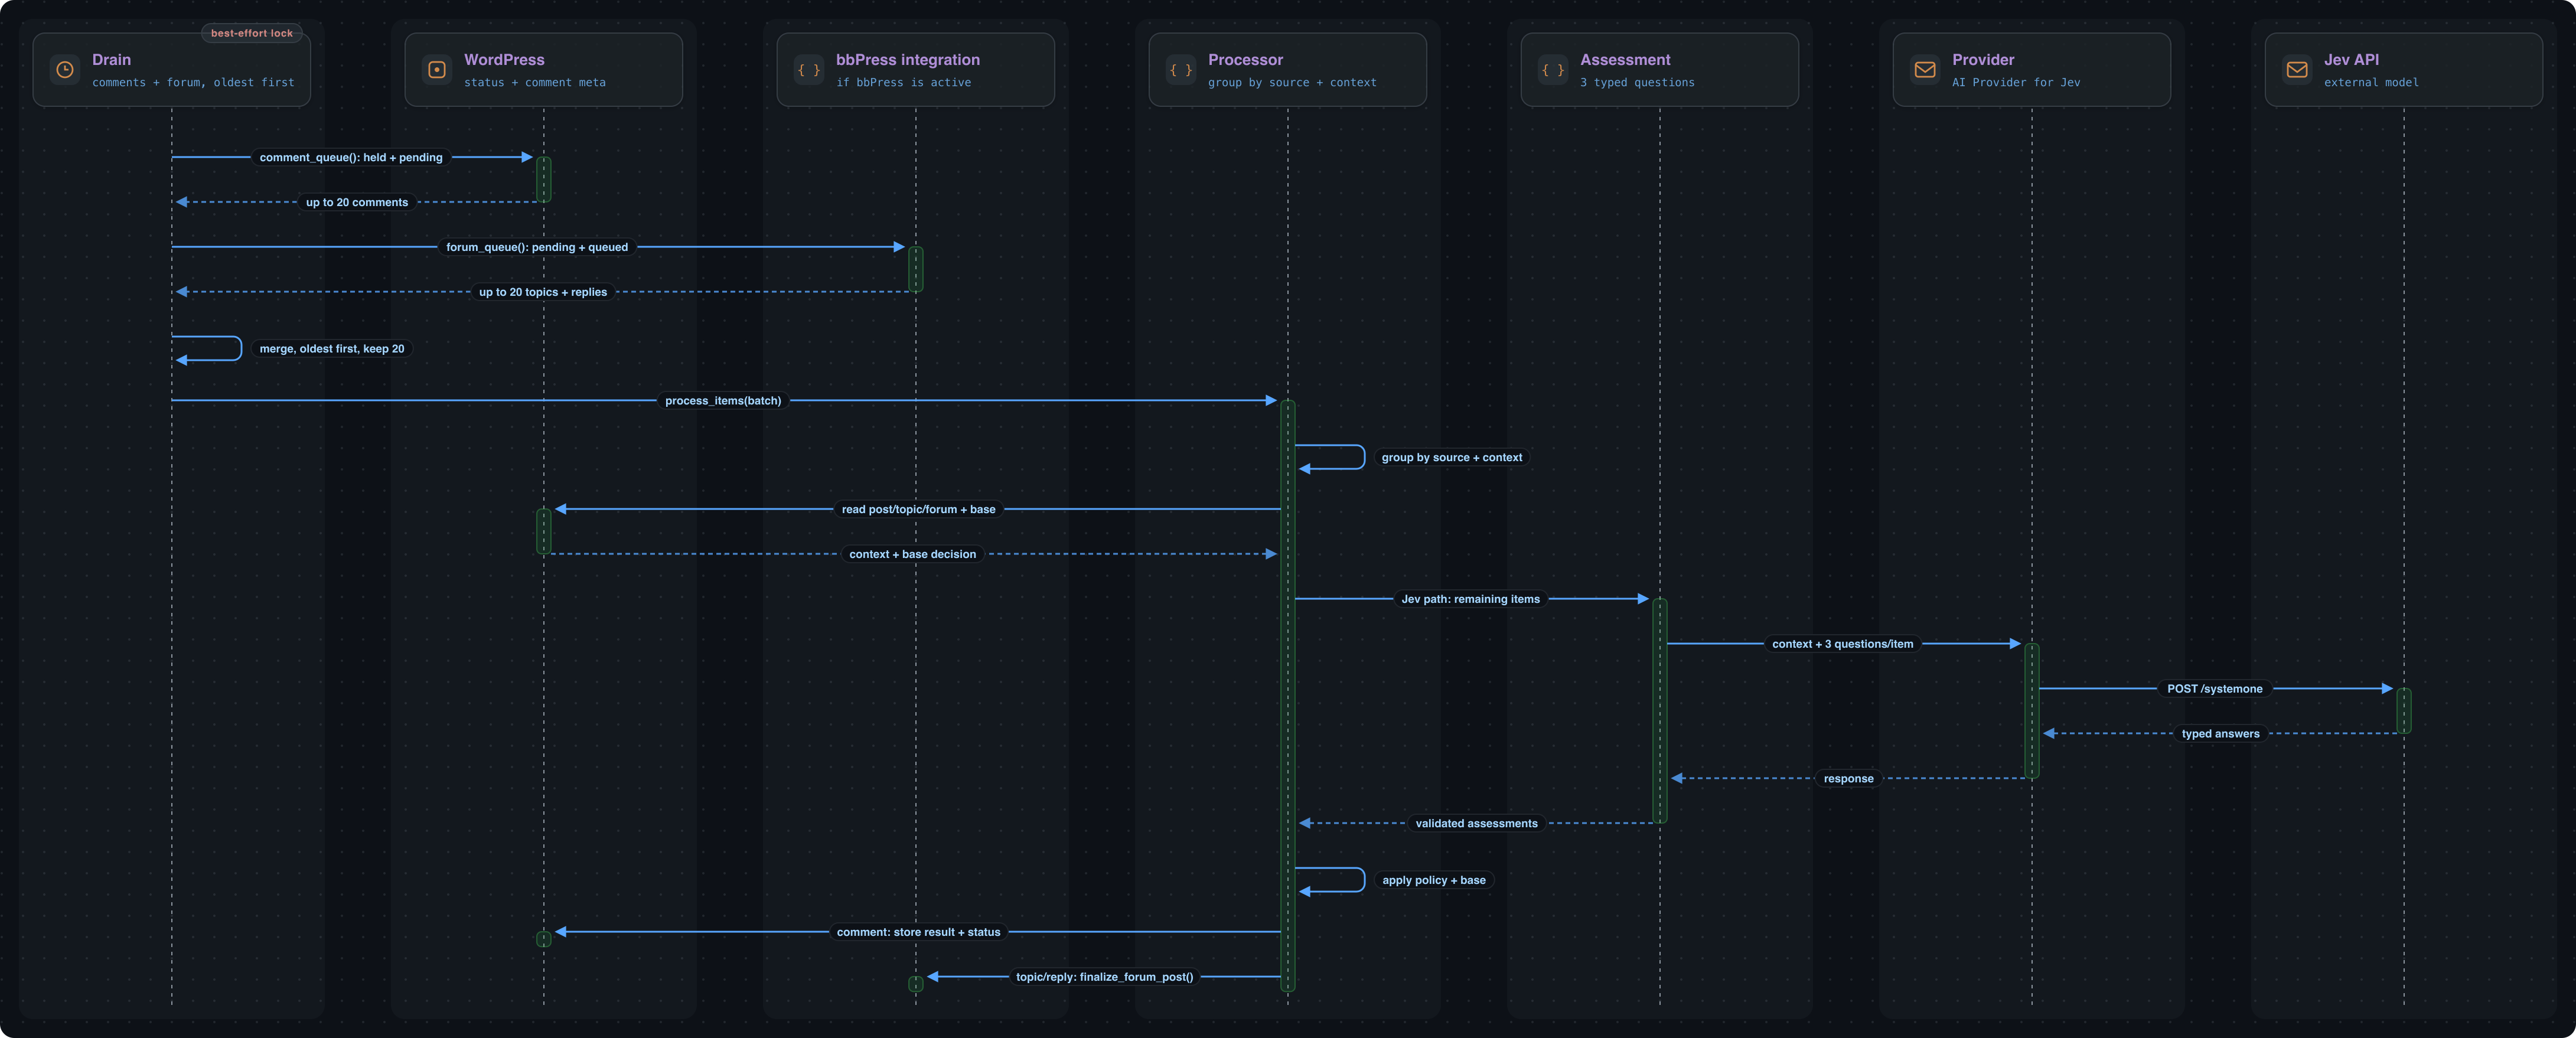 best-effort lock
Drain
comments + forum, oldest first
WordPress
status + comment meta
bbPress integration
if bbPress is active
Processor
group by source + context
Assessment
3 typed questions
Provider
AI Provider for Jev
Jev API
external model
comment_queue(): held + pending
up to 20 comments
forum_queue(): pending + queued
up to 20 topics + replies
merge, oldest first, keep 20
process_items(batch)
group by source + context
read post/topic/forum + base
context + base decision
Jev path: remaining items
context + 3 questions/item
POST /systemone
typed answers
response
validated assessments
apply policy + base
comment: store result + status
topic/reply: finalize_forum_post()